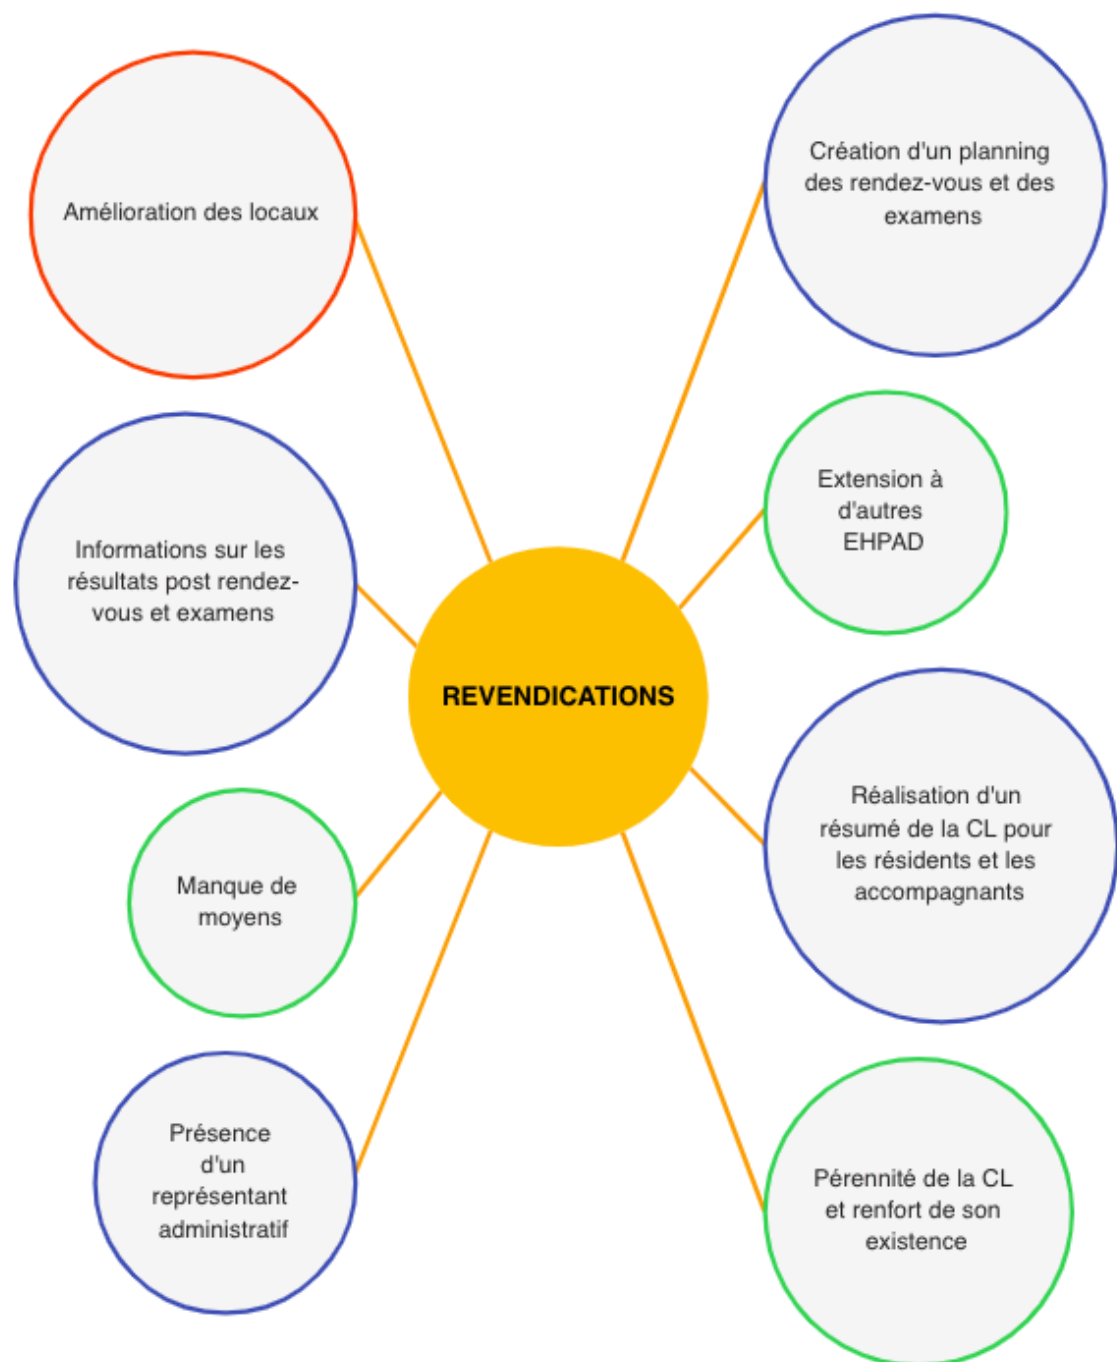 Amélioration des locaux
Création d'un planning
des rendez-vous et des
examens
Informations sur les
résultats post rendez-
vous et examens
Extension à
d'autres
EHPAD
REVENDICATIONS
Manque de
moyens
Réalisation d'un
résumé de la CL pour
les résidents et les
accompagnants
Présence
d'un
représentant
administratif
Pérennité de la CL
et renfort de son
existence